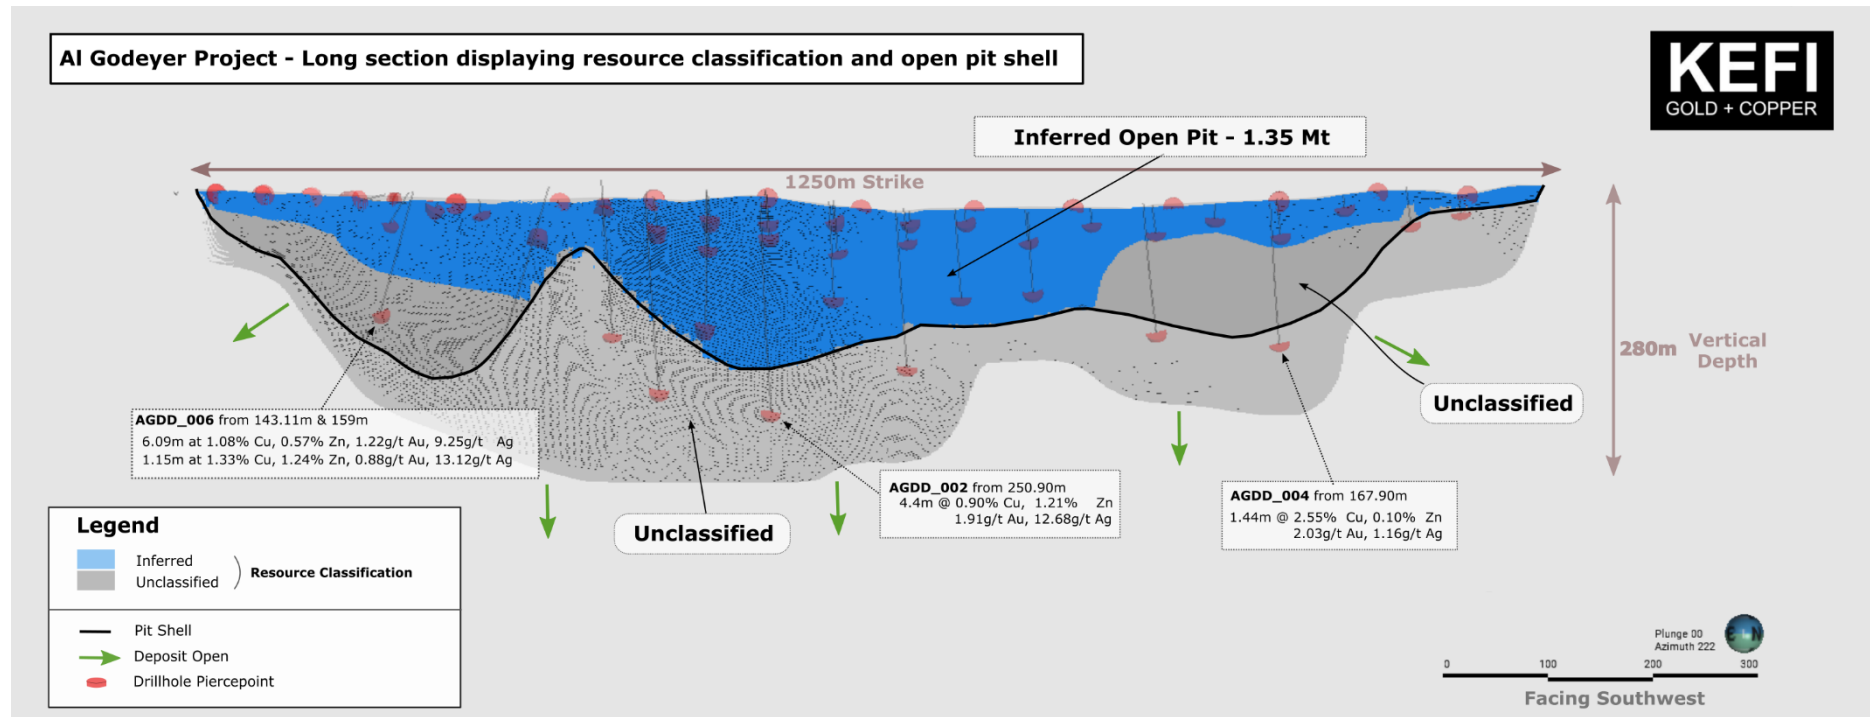 Al Godeyer Project - Long section displaying resource classification and open pit shell
KEFI
GOLD + COPPER
Inferred Open Pit - 1.35 Mt
1250m Strike
280m
Vertical
Depth
Unclassified
AGDD_006 from 143.11m & 159m
6.09m at 1.08% Cu, 0.57% Zn, 1.22g/t Au, 9.25g/t Ag
1.15m at 1.33% Cu, 1.24% Zn, 0.88g/t Au, 13.12g/t Ag
AGDD_002 from 250.90m
4.4m @ 0.90% Cu, 1.21% Zn
1.91g/t Au, 12.68g/t Ag
AGDD_004 from 167.90m
1.44m @ 2.55% Cu, 0.10% Zn
2.03g/t Au, 1.16g/t Ag
Unclassified
Legend
Inferred
Unclassified
Resource Classification
Pit Shell
Deposit Open
Drillhole Piercepoint
Plunge 00
Azimuth 222
0 100 200 300
Facing Southwest